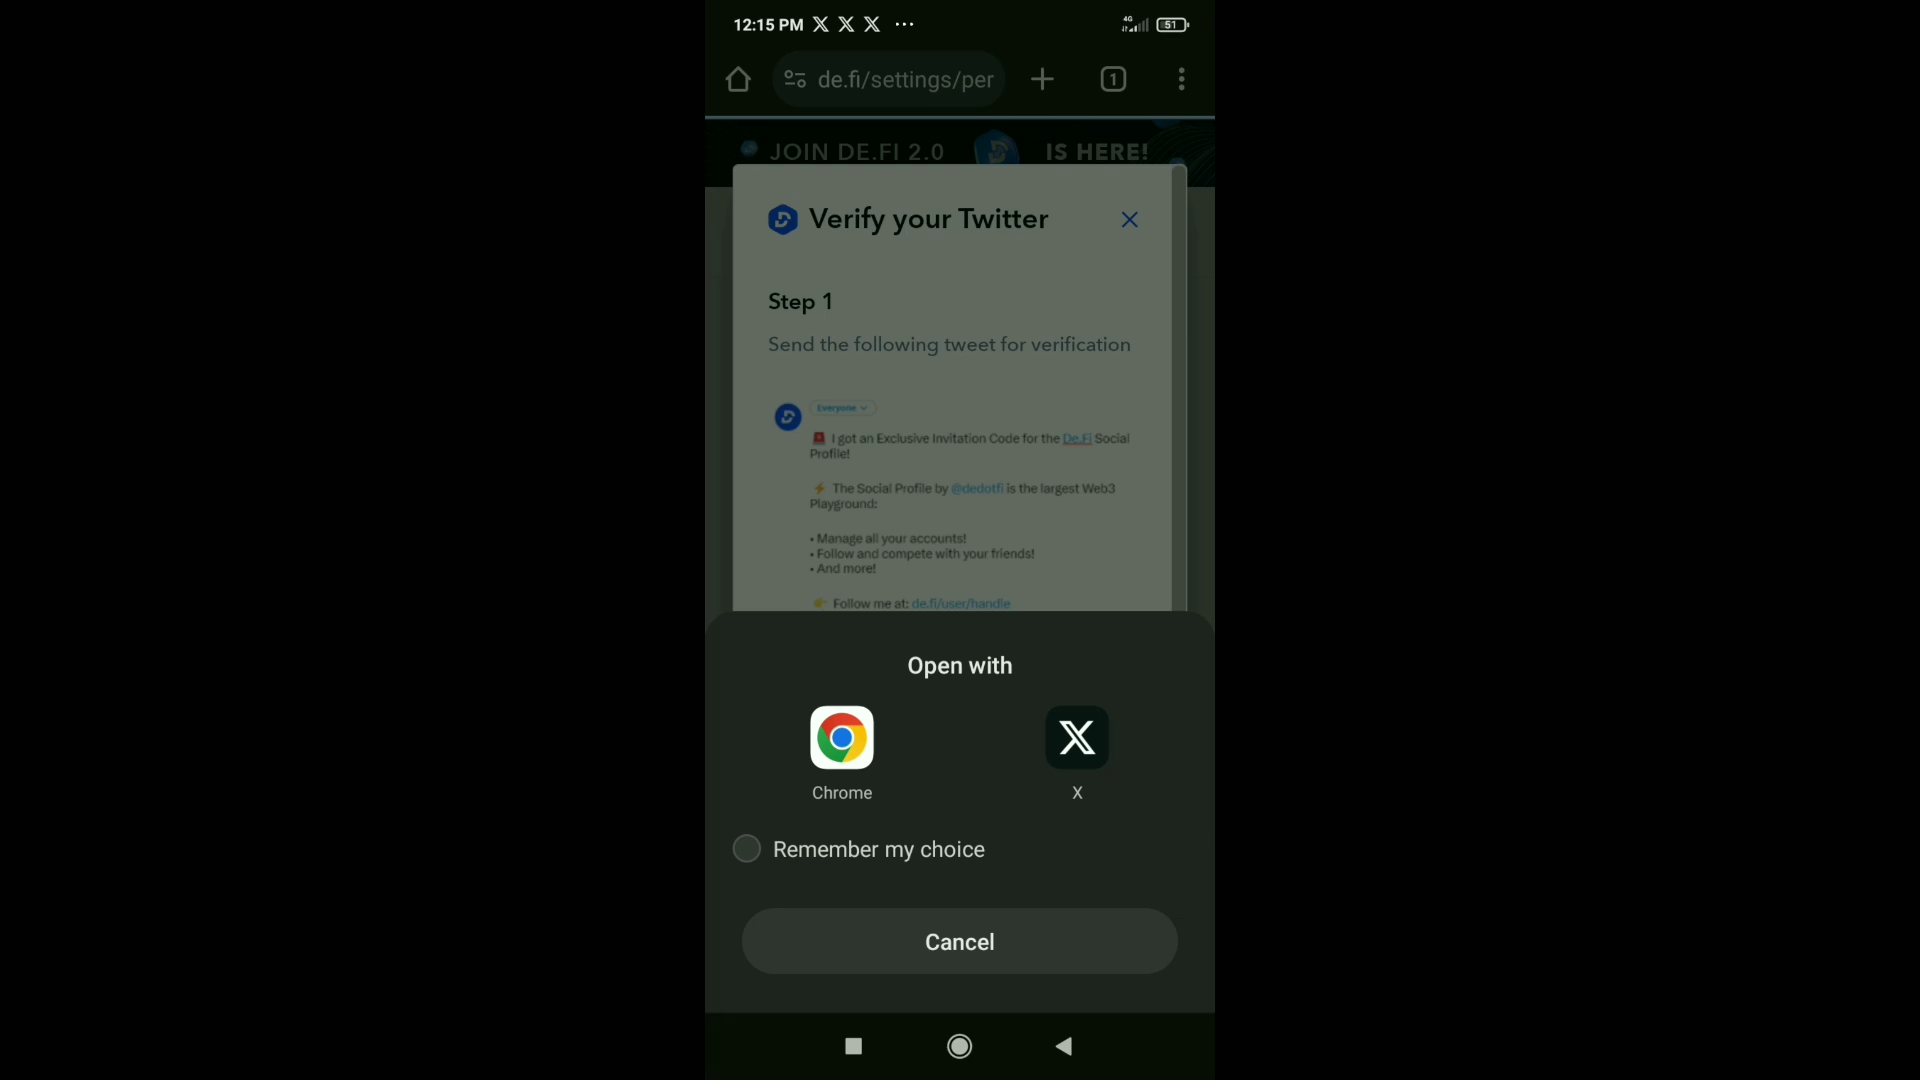 12:15 PM
4G
51
de.fi/settings/per
1
JOIN DE.FI 2.0 IS HERE!
Verify your Twitter
Step 1
Send the following tweet for verification
Everyone
I got an Exclusive Invitation Code for the De.Fi Social
Profile!
The Social Profile by @dedotfi is the largest Web3
Playground:
• Manage all your accounts!
• Follow and compete with your friends!
• And more!
Follow me at: de.fi/user/handle
Open with
Chrome
X
Remember my choice
Cancel